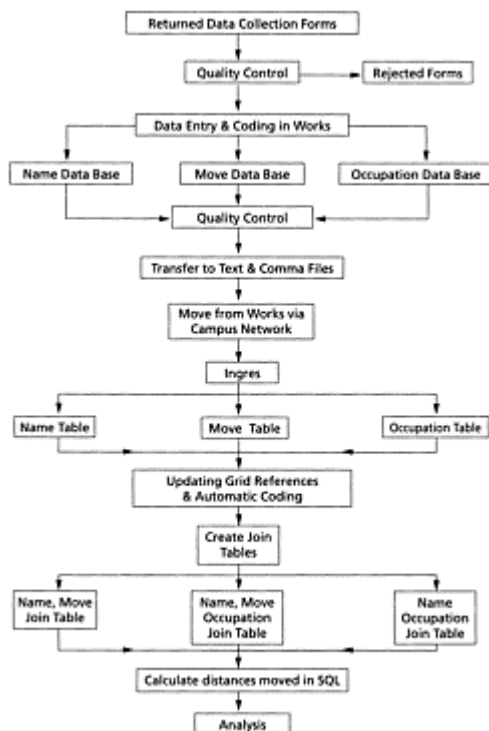 Returned Data Collection Forms
Quality Control
Rejected Forms
Data Entry & Coding in Works
Name Data Base
Move Data Base
Occupation Data Base
Quality Control
Transfer to Text & Comma Files
Move from Works via
Campus Network
Ingres
Name Table
Move Table
Occupation Table
Updating Grid References
& Automatic Coding
Create Join
Tables
Name, Move
Join Table
Name, Move
Occupation
Join Table
Name
Occupation
Join Table
Calculate distances moved in SQL
Analysis